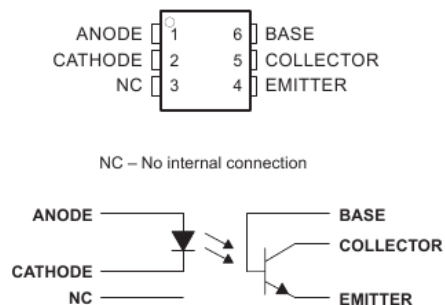 ANODE 1 6 BASE
CATHODE 2 5 COLLECTOR
NC 3 4 EMITTER
NC – No internal connection
ANODE BASE
COLLECTOR
CATHODE
NC EMITTER